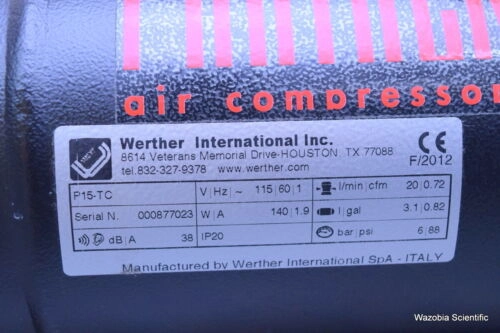 air compressor
Werther International Inc.
8614 Veterans Memorial Drive-HOUSTON TX 77088
tel.832-327-9378 www.werther.com
CE
F/2012
P15-TC V|Hz|~ 115|60|1 l/min|cfm 20|0.72
Serial N. 000877023 W|A 140|1.9 l|gal 3.1|0.82
dB|A 38 IP20 bar|psi 6|88
Manufactured by Werther International SpA - ITALY
Wazobia Scientific